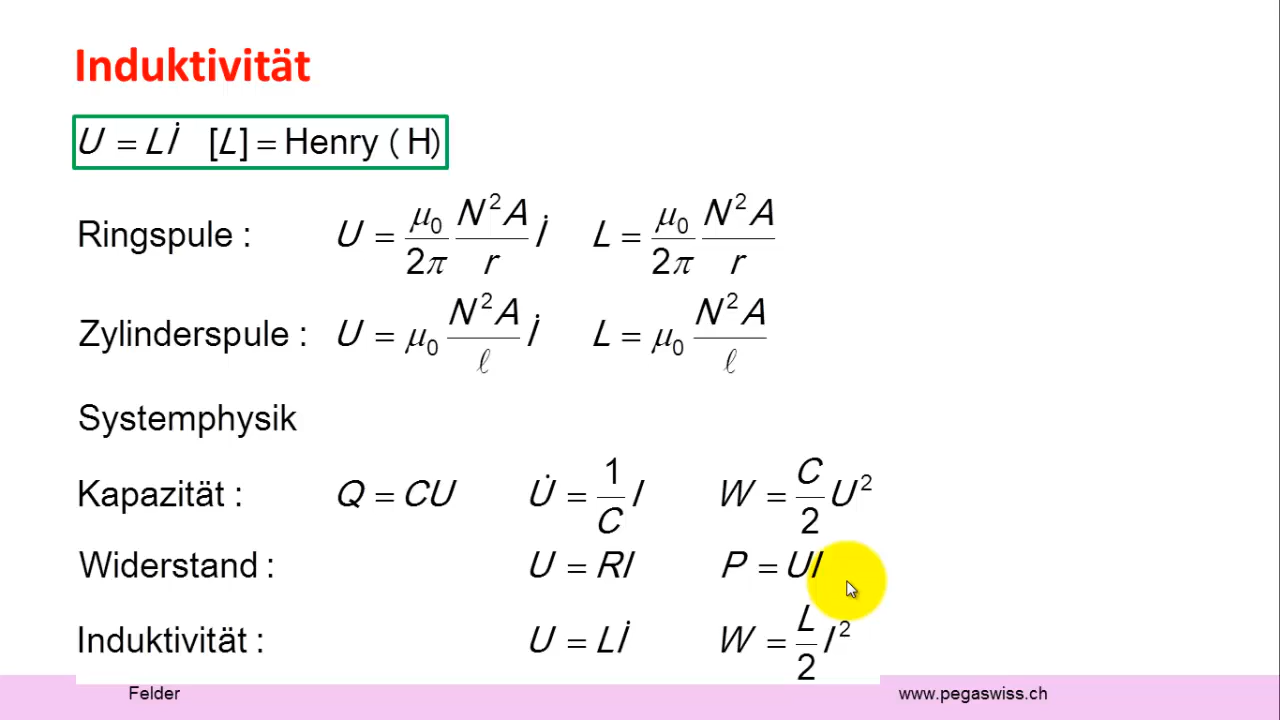 Induktivität
U = Lİ [L] = Henry (H)
Ringspule : U = μ₀/2π N²A/r İ L = μ₀/2π N²A/r
Zylinderspule : U = μ₀ N²A/ℓ İ L = μ₀ N²A/ℓ
Systemphysik
Kapazität : Q = CU U̇ = 1/C I W = C/2 U²
Widerstand : U = RI P = UI
Induktivität : U = Lİ W = L/2 I²
Felder www.pegaswiss.ch